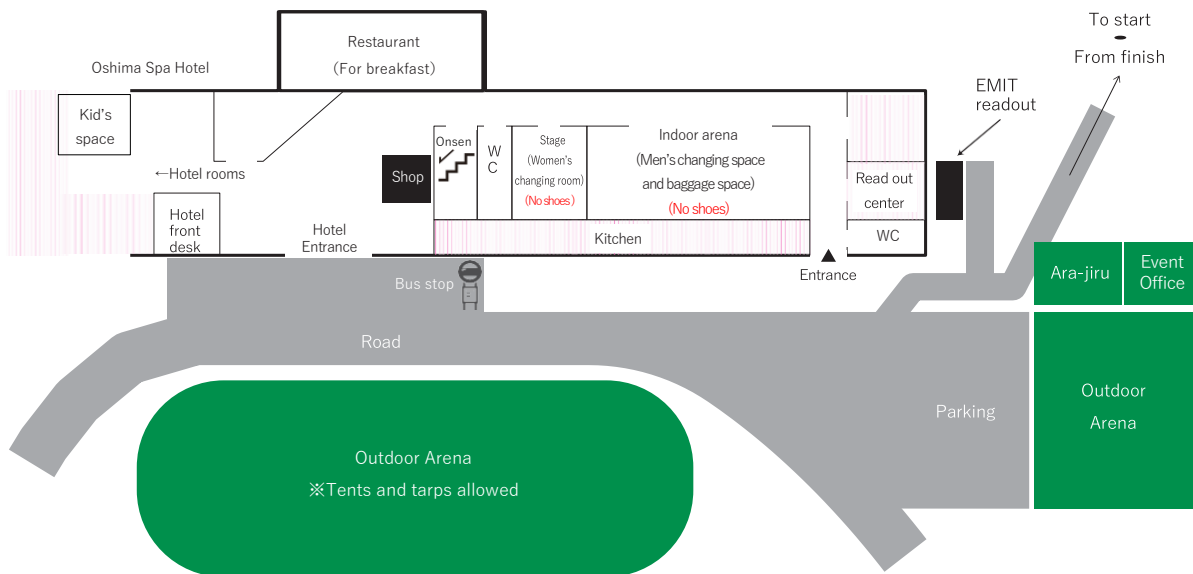 To start
From finish
Oshima Spa Hotel
Restaurant
(For breakfast)
EMIT
readout
Kid's
space
←Hotel rooms
Hotel
front
desk
Hotel
Entrance
Shop
Onsen
W
C
Stage
(Women's
changing room)
(No shoes)
Indoor arena
(Men's changing space
and baggage space)
(No shoes)
Kitchen
Read out
center
WC
Entrance
Bus stop
Road
Ara-jiru
Event
Office
Parking
Outdoor
Arena
Outdoor Arena
※Tents and tarps allowed